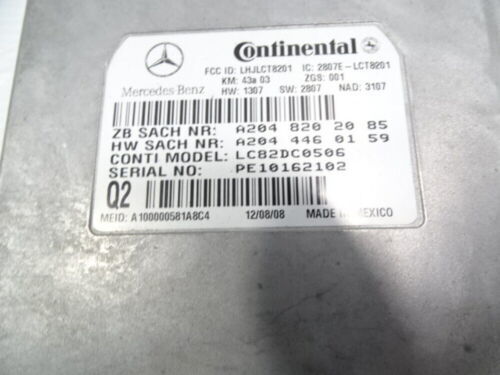 Mercedes-Benz
Continental
FCC ID: LHJLCT8201 IC: 2807E-LCT8201
KM: 43a 03 ZGS: 001
HW: 1307 SW: 2807 NAD: 3107
ZB SACH NR: A204 820 20 85
HW SACH NR: A204 446 01 59
CONTI MODEL: LC82DC0506
SERIAL NO: PE10162102
Q2
MEID: A100000581A8C4 12/08/08 MADE IN MEXICO